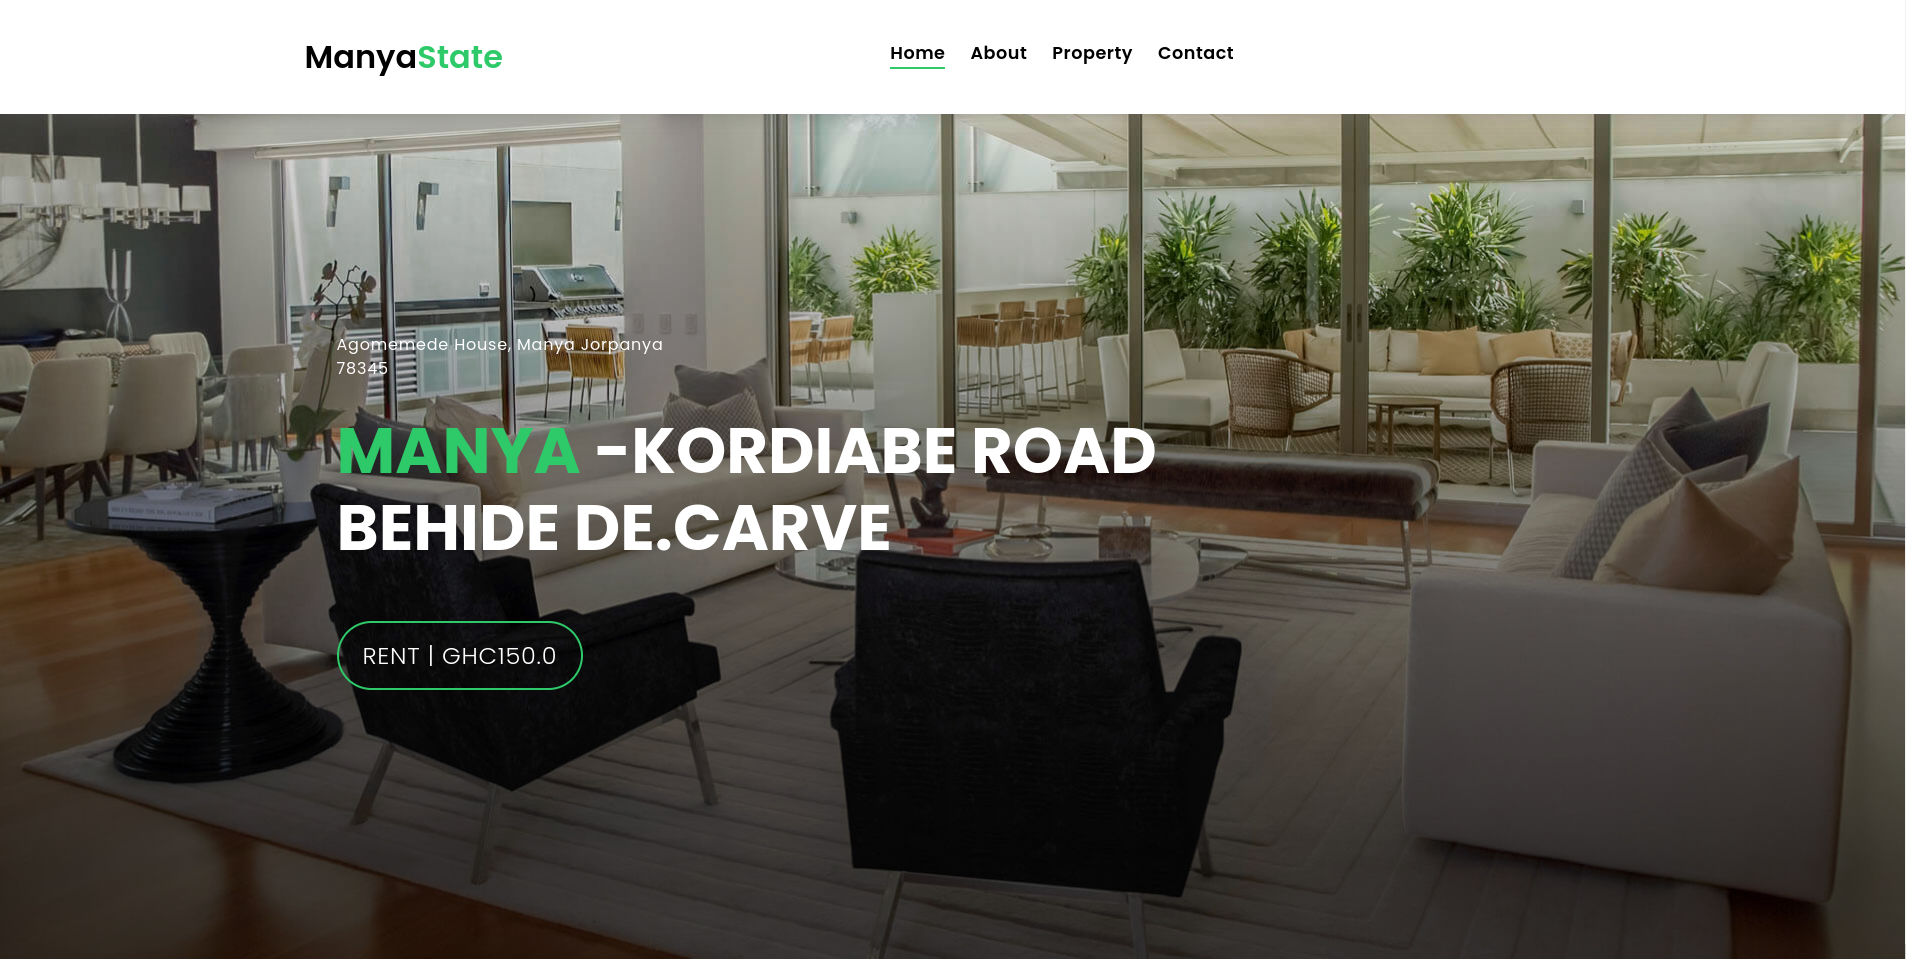 ManyaState
Home About Property Contact
Agomemede House, Manya Jorpanya
78345
MANYA -KORDIABE ROAD
BEHIDE DE.CARVE
RENT | GHC150.0